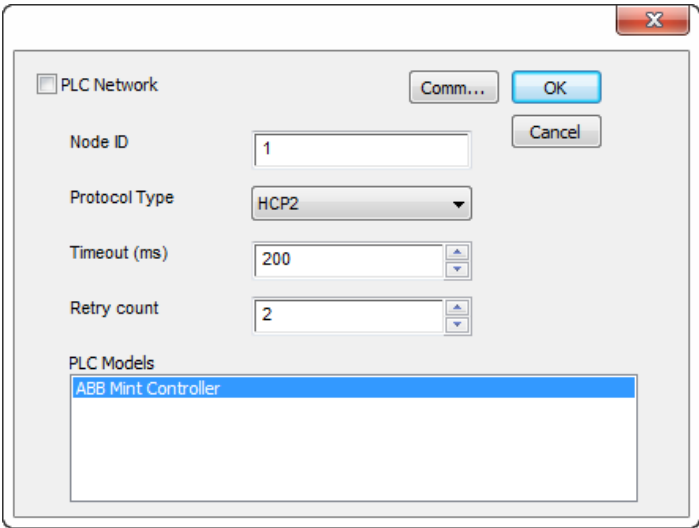 PLC Network
Comm...
OK
Cancel
Node ID
1
Protocol Type
HCP2
Timeout (ms)
200
Retry count
2
PLC Models
ABB Mint Controller